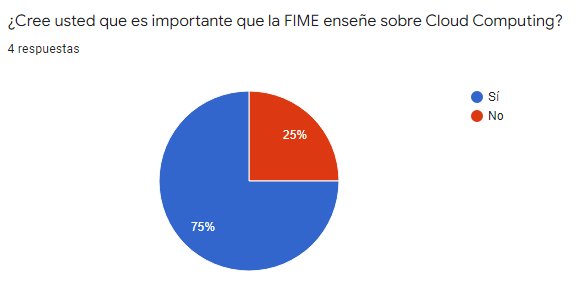 ¿Cree usted que es importante que la FIME enseñe sobre Cloud Computing?
4 respuestas
Sí
No
25%
75%